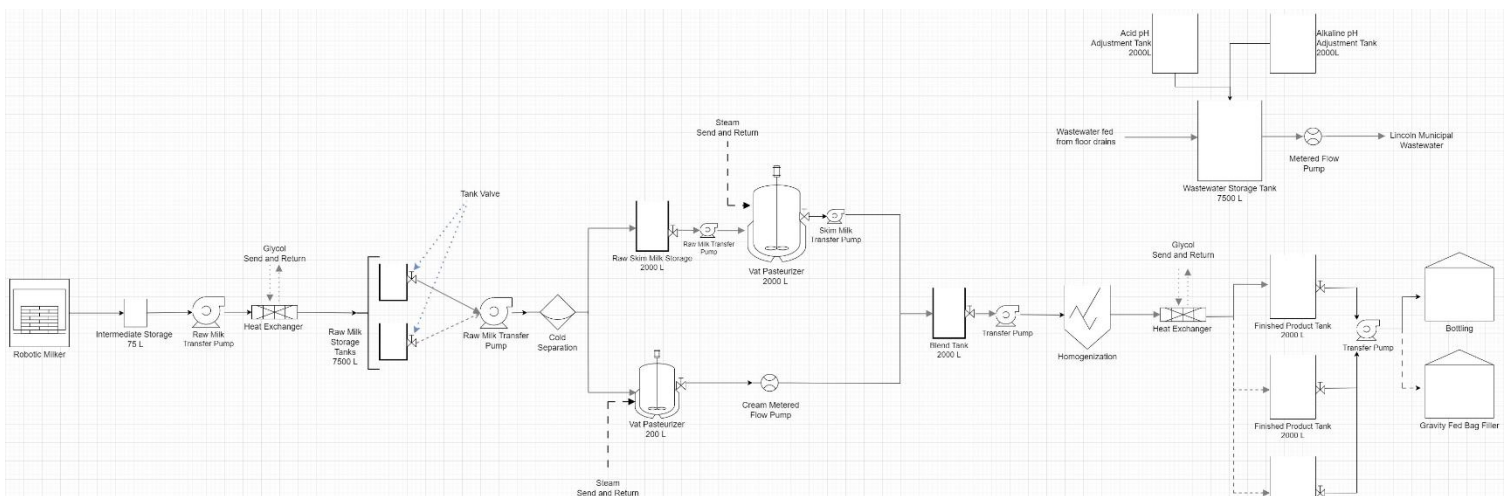 Acid pH
Adjustment Tank
2000L
Alkaline pH
Adjustment Tank
2000L
Wastewater fed
from floor drains
Metered Flow
Pump
Lincoln Municipal
Wastewater
Wastewater Storage Tank
7500 L
Robotic Milker
Intermediate Storage
75 L
Raw Milk
Transfer Pump
Glycol
Send and Return
Heat Exchanger
Raw Milk
Storage
Tanks
7500 L
Tank Valve
Raw Milk Transfer
Pump
Cold
Separation
Steam
Send and Return
Raw Skim Milk Storage
2000 L
Raw Milk Transfer
Pump
Vat Pasteurizer
2000 L
Skim Milk
Transfer Pump
Vat Pasteurizer
200 L
Steam
Send and Return
Cream Metered
Flow Pump
Blend Tank
2000 L
Transfer Pump
Homogenization
Glycol
Send and Return
Heat Exchanger
Finished Product Tank
2000 L
Finished Product Tank
2000 L
Transfer Pump
Bottling
Gravity Fed Bag Filler